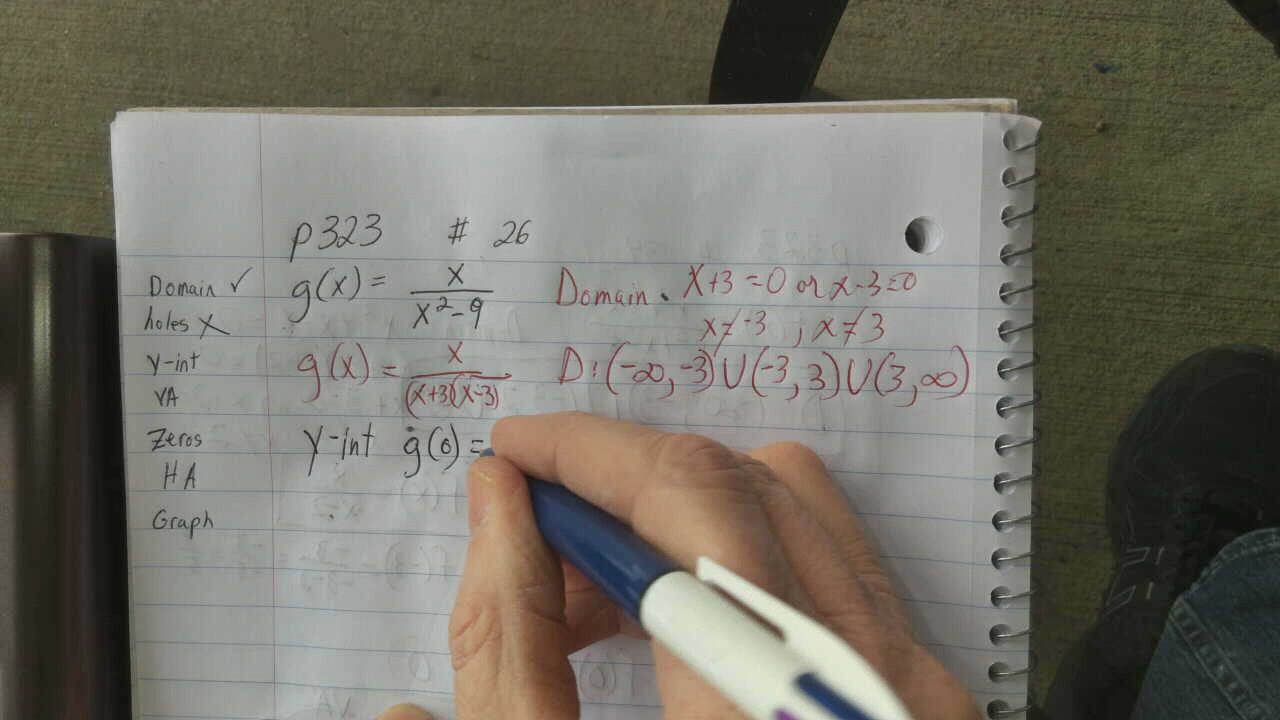 p323 # 26
Domain ✓ g(x) = x / x²-9 Domain. x+3=0 or x-3=0
holes X x≠-3 ; x≠3
y-int g(x) = x / (x+3)(x-3) D:(-∞,-3)U(-3,3)U(3,∞)
VA
Zeros y-int g(0) =
HA
Graph